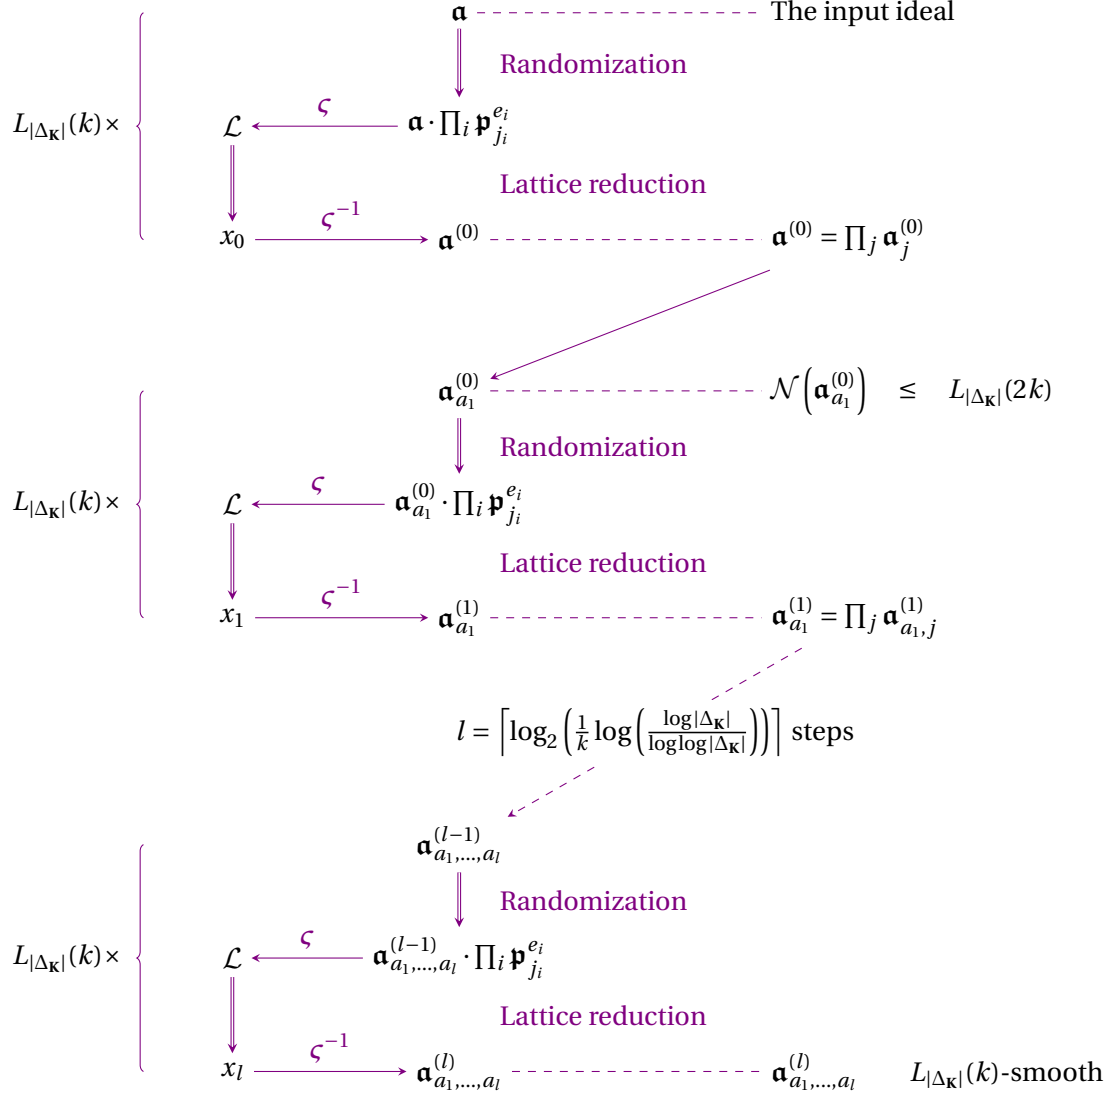 𝔞 The input ideal
Randomization
L_{|Δ_𝐊|}(k)× ℒ ς 𝔞 · ∏_i 𝔭_{j_i}^{e_i}
Lattice reduction
x_0 ς^{-1} 𝔞^{(0)} 𝔞^{(0)} = ∏_j 𝔞_j^{(0)}
𝔞_{a_1}^{(0)} 𝒩(𝔞_{a_1}^{(0)}) ≤ L_{|Δ_𝐊|}(2k)
Randomization
L_{|Δ_𝐊|}(k)× ℒ ς 𝔞_{a_1}^{(0)} · ∏_i 𝔭_{j_i}^{e_i}
Lattice reduction
x_1 ς^{-1} 𝔞_{a_1}^{(1)} 𝔞_{a_1}^{(1)} = ∏_j 𝔞_{a_1,j}^{(1)}
l = ⌈log_2(1/k log(log|Δ_𝐊| / loglog|Δ_𝐊|))⌉ steps
𝔞_{a_1,...,a_l}^{(l−1)}
Randomization
L_{|Δ_𝐊|}(k)× ℒ ς 𝔞_{a_1,...,a_l}^{(l−1)} · ∏_i 𝔭_{j_i}^{e_i}
Lattice reduction
x_l ς^{-1} 𝔞_{a_1,...,a_l}^{(l)} 𝔞_{a_1,...,a_l}^{(l)} L_{|Δ_𝐊|}(k)-smooth